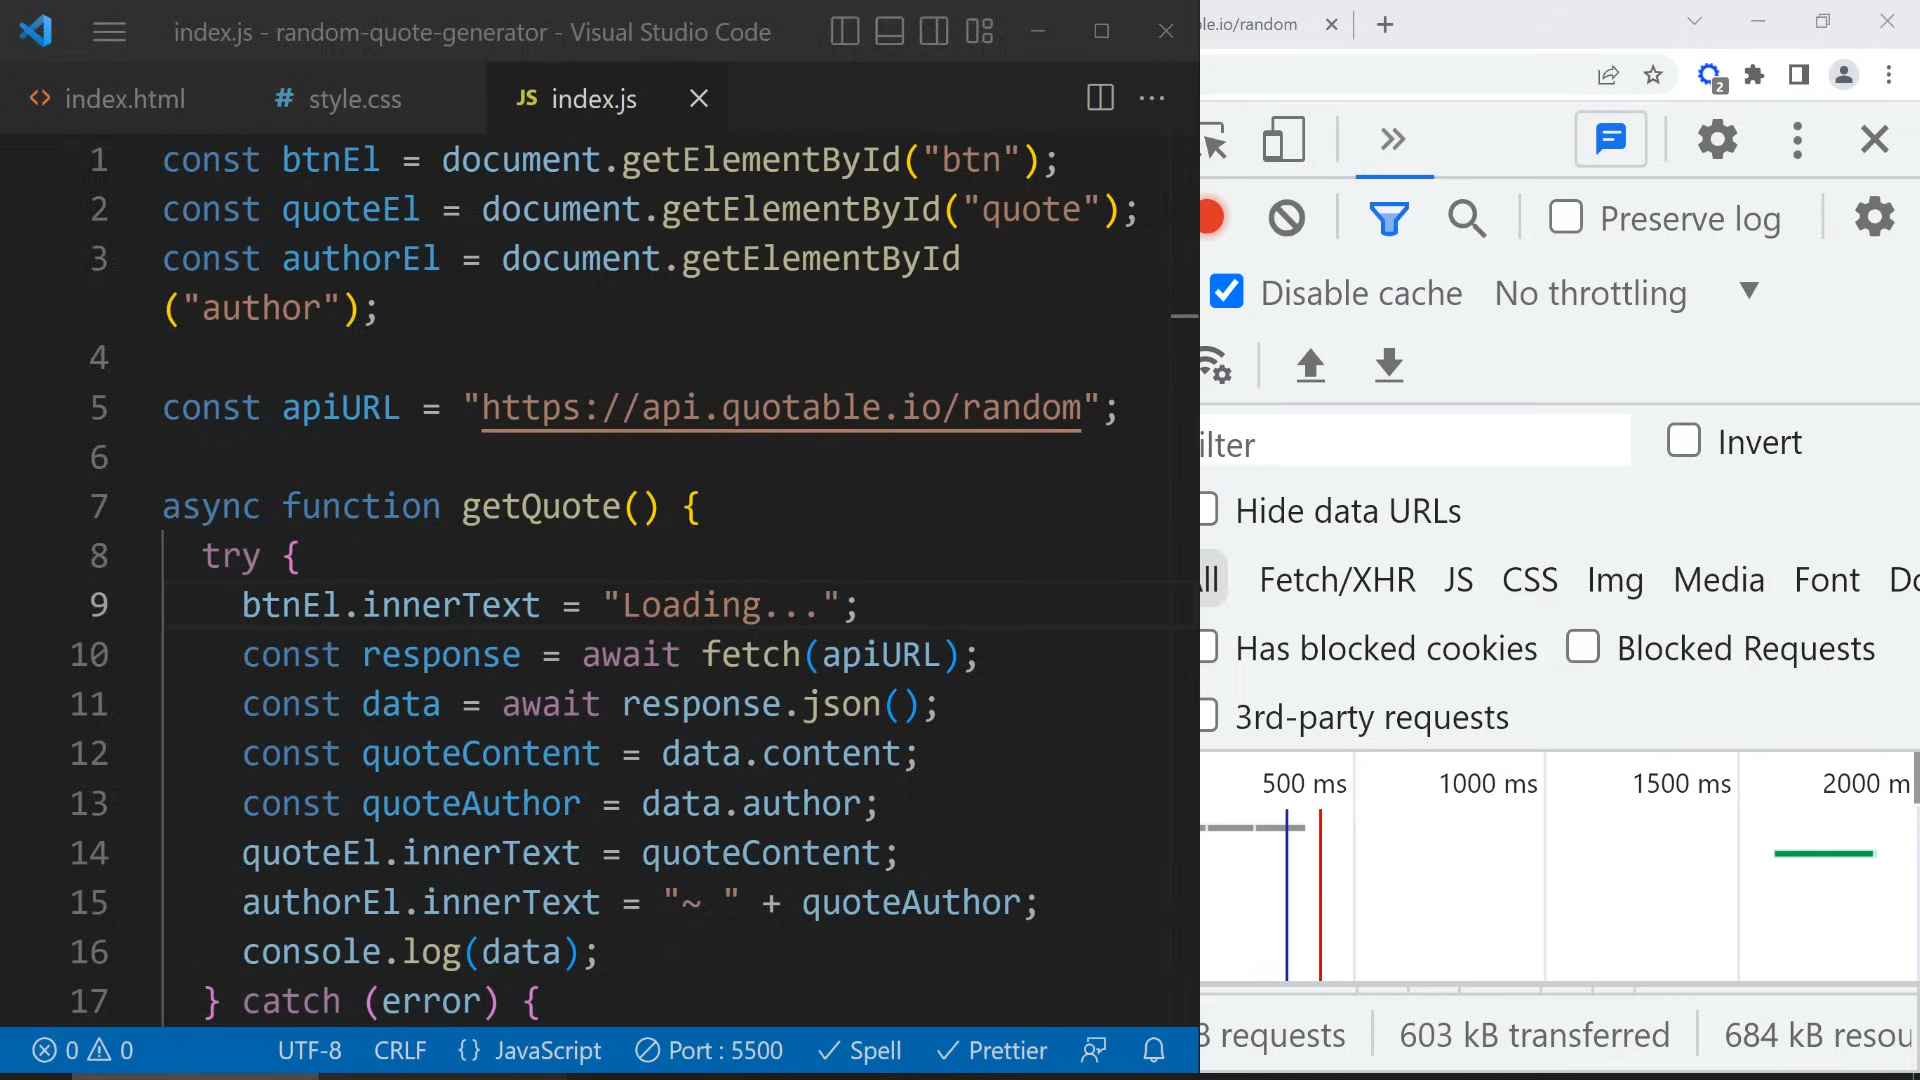 index.js - random-quote-generator - Visual Studio Code
index.html
# style.css
JS index.js
1 const btnEl = document.getElementById("btn");
2 const quoteEl = document.getElementById("quote");
3 const authorEl = document.getElementById
("author");
4
5 const apiURL = "https://api.quotable.io/random";
6
7 async function getQuote() {
8 try {
9 btnEl.innerText = "Loading...";
10 const response = await fetch(apiURL);
11 const data = await response.json();
12 const quoteContent = data.content;
13 const quoteAuthor = data.author;
14 quoteEl.innerText = quoteContent;
15 authorEl.innerText = "~ " + quoteAuthor;
16 console.log(data);
17 } catch (error) {
0 0 UTF-8 CRLF {} JavaScript Port : 5500 Spell Prettier
le.io/random
2
Preserve log
Disable cache No throttling
ilter
Invert
Hide data URLs
All Fetch/XHR JS CSS Img Media Font Do
Has blocked cookies Blocked Requests
3rd-party requests
500 ms 1000 ms 1500 ms 2000 m
3 requests 603 kB transferred 684 kB resou